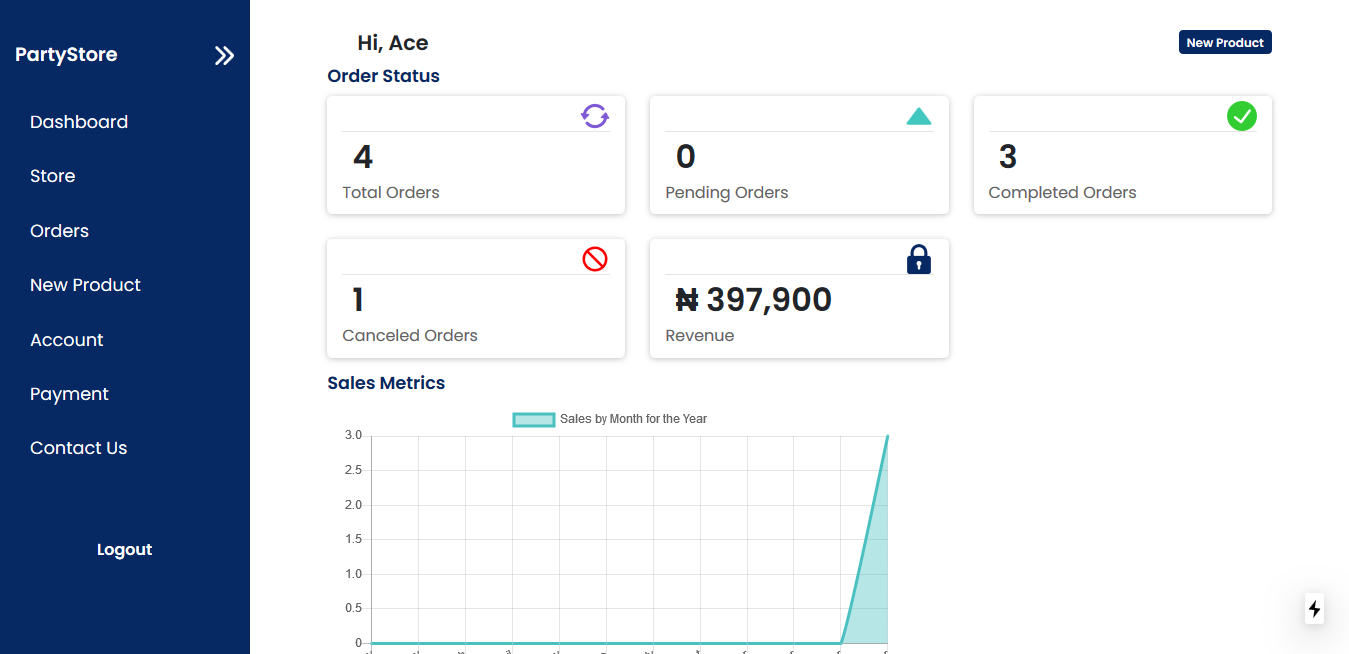 PartyStore
Dashboard
Store
Orders
New Product
Account
Payment
Contact Us
Logout
Hi, Ace
New Product
Order Status
4
Total Orders
0
Pending Orders
3
Completed Orders
1
Canceled Orders
₦ 397,900
Revenue
Sales Metrics
Sales by Month for the Year
3.0
2.5
2.0
1.5
1.0
0.5
0